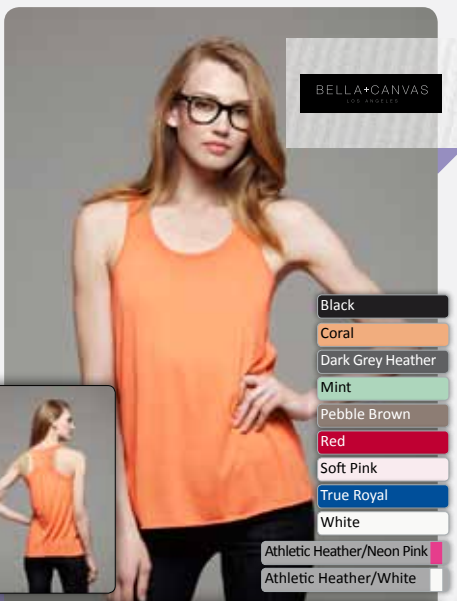 BELLA+CANVAS
LOS ANGELES
Black
Coral
Dark Grey Heather
Mint
Pebble Brown
Red
Soft Pink
True Royal
White
Athletic Heather/Neon Pink
Athletic Heather/White